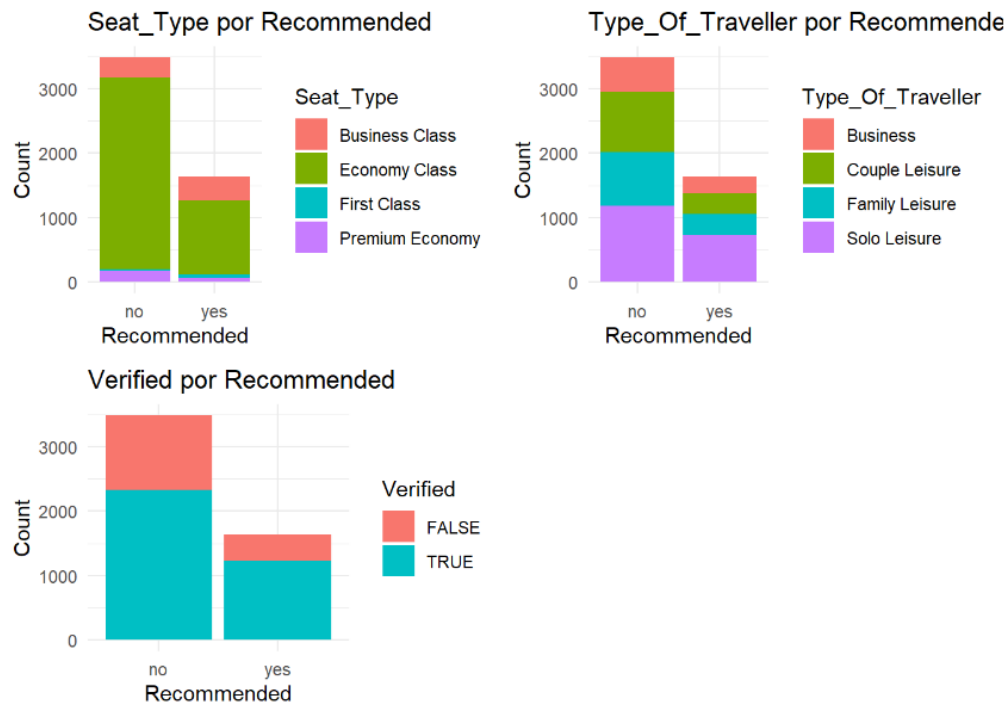 Seat_Type por Recommended
3000
2000
1000
0
Count
no yes
Recommended
Seat_Type
Business Class
Economy Class
First Class
Premium Economy
Type_Of_Traveller por Recommende
3000
2000
1000
0
Count
no yes
Recommended
Type_Of_Traveller
Business
Couple Leisure
Family Leisure
Solo Leisure
Verified por Recommended
3000
2000
1000
0
Count
no yes
Recommended
Verified
FALSE
TRUE